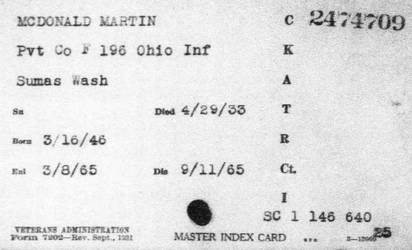 MCDONALD MARTIN C 2474709
Pvt Co F 196 Ohio Inf K
Sumas Wash A
Sn Died 4/29/33 T
Born 3/16/46 R
Enl 3/8/65 Dis 9/11/65 Ct.
I
SC 1 146 640
VETERANS ADMINISTRATION
Form 7202—Rev. Sept., 1931 MASTER INDEX CARD 25